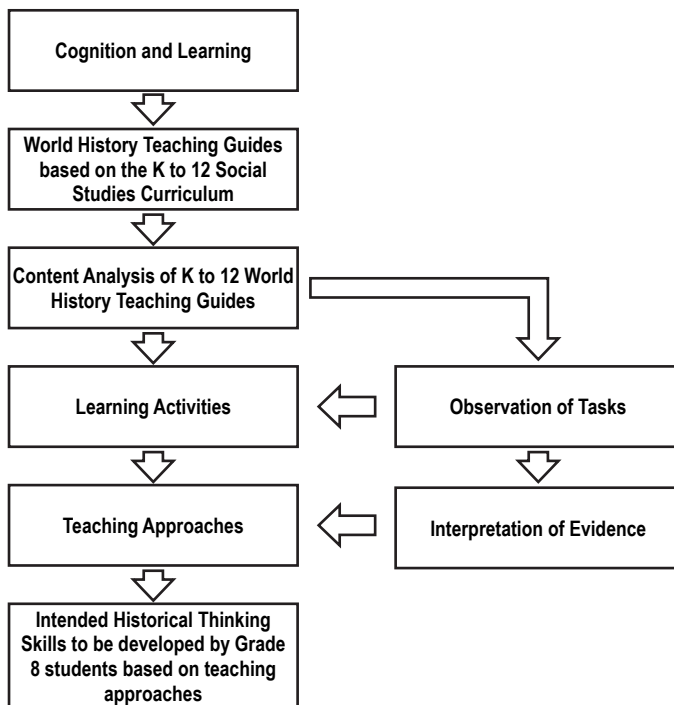 Cognition and Learning
World History Teaching Guides
based on the K to 12 Social
Studies Curriculum
Content Analysis of K to 12 World
History Teaching Guides
Learning Activities
Observation of Tasks
Teaching Approaches
Interpretation of Evidence
Intended Historical Thinking
Skills to be developed by Grade
8 students based on teaching
approaches